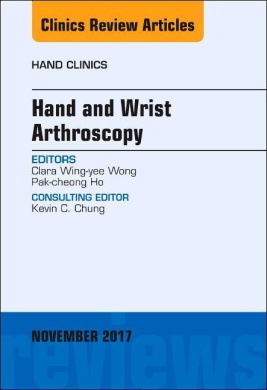 Clinics Review Articles
HAND CLINICS
Hand and Wrist
Arthroscopy
EDITORS
Clara Wing-yee Wong
Pak-cheong Ho
CONSULTING EDITOR
Kevin C. Chung
NOVEMBER 2017
reviews